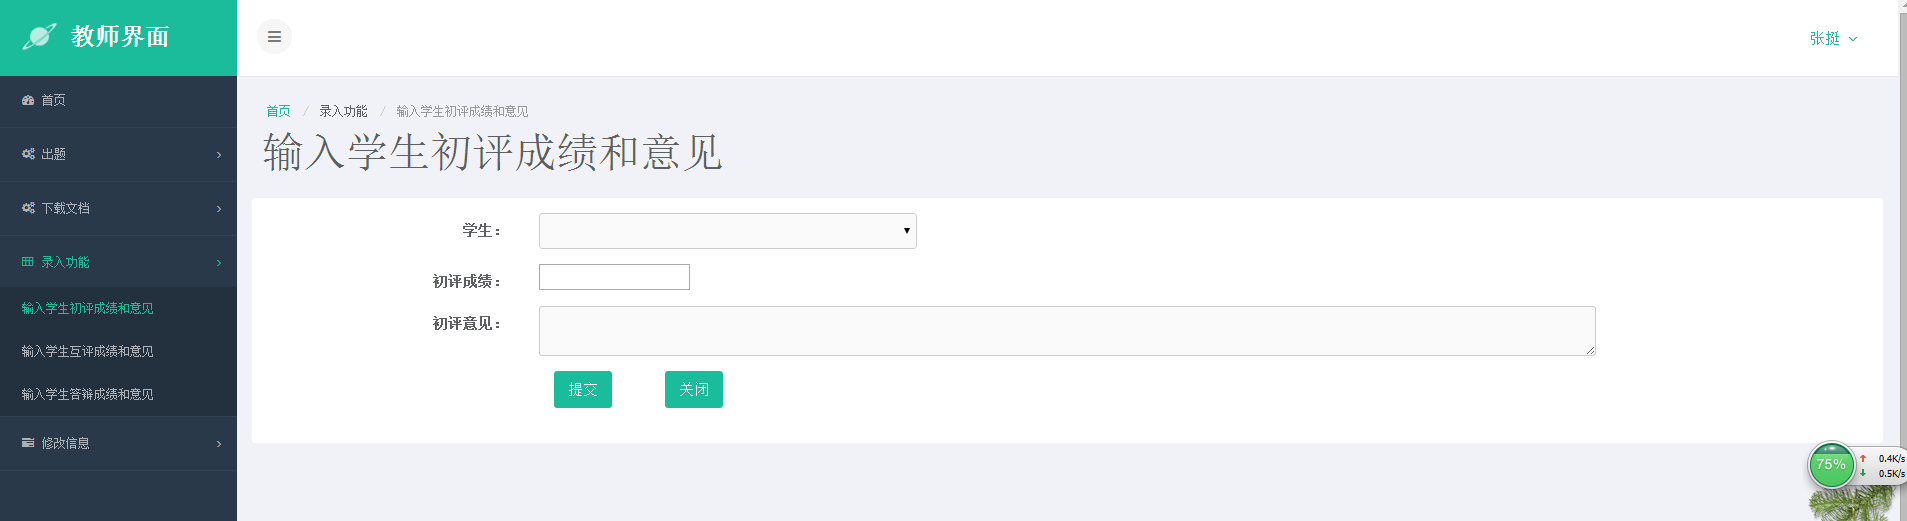 教师界面
张挺
首页
出题
下载文档
录入功能
输入学生初评成绩和意见
输入学生互评成绩和意见
输入学生答辩成绩和意见
修改信息
首页 / 录入功能 / 输入学生初评成绩和意见
输入学生初评成绩和意见
学生：
初评成绩：
初评意见：
提交 关闭
75%
0.4K/s
0.5K/s